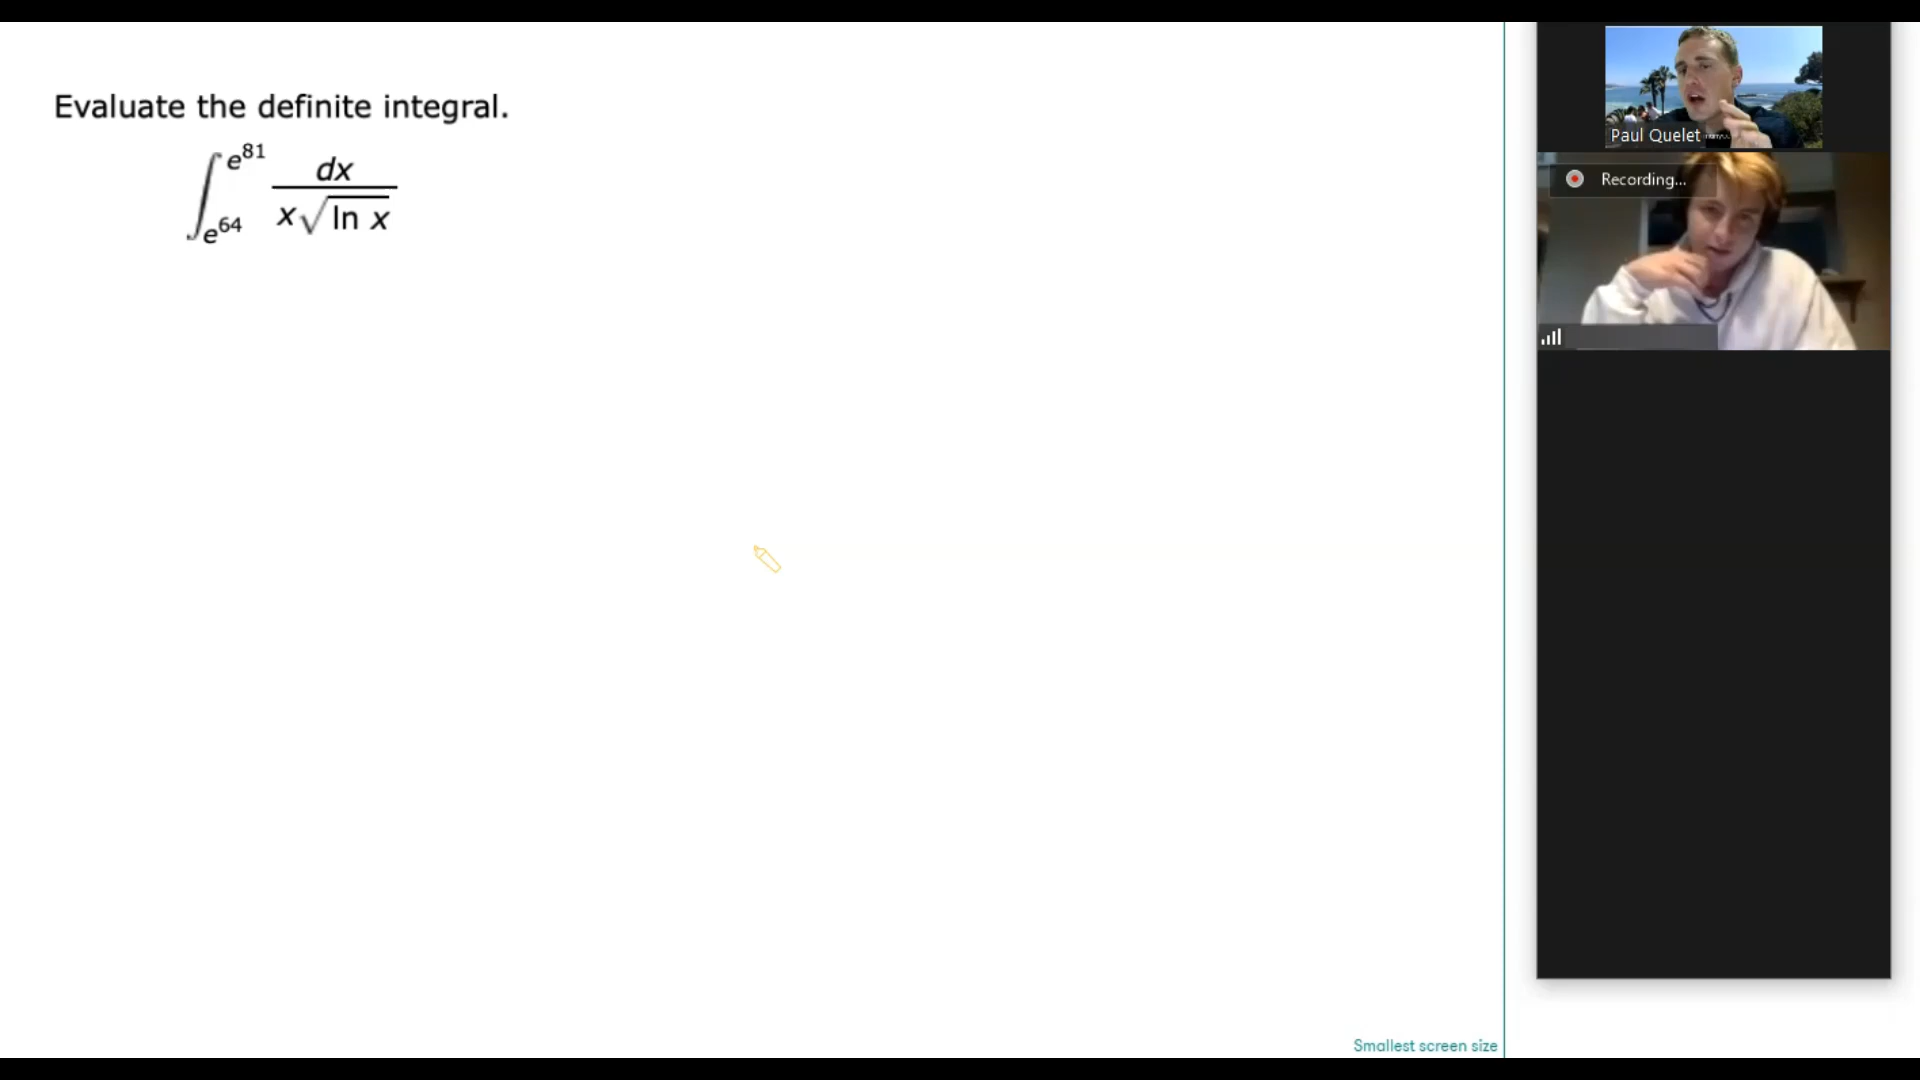 Evaluate the definite integral.
∫ e^64 e^81 dx / x√ln x
Paul Quelet
Recording...
Smallest screen size